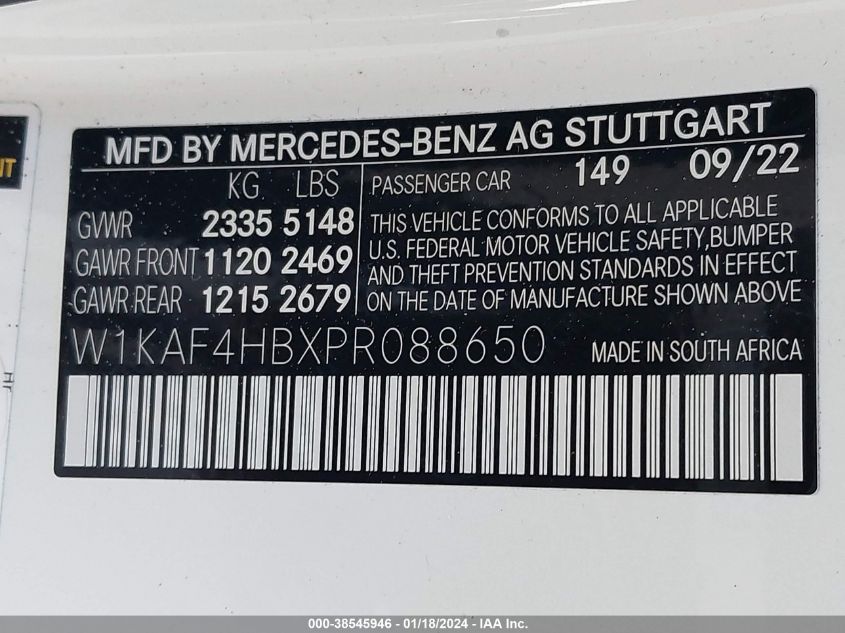 MFD BY MERCEDES-BENZ AG STUTTGART
KG LBS
GVWR 2335 5148
GAWR FRONT 1120 2469
GAWR REAR 1215 2679
PASSENGER CAR 149 09/22
THIS VEHICLE CONFORMS TO ALL APPLICABLE
U.S. FEDERAL MOTOR VEHICLE SAFETY,BUMPER
AND THEFT PREVENTION STANDARDS IN EFFECT
ON THE DATE OF MANUFACTURE SHOWN ABOVE
W1KAF4HBXPR088650 MADE IN SOUTH AFRICA
000-38545946 - 01/18/2024 - IAA Inc.